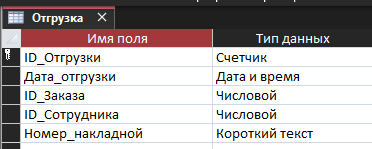 Отгрузка
Имя поля Тип данных
ID_Отгрузки Счетчик
Дата_отгрузки Дата и время
ID_Заказа Числовой
ID_Сотрудника Числовой
Номер_накладной Короткий текст